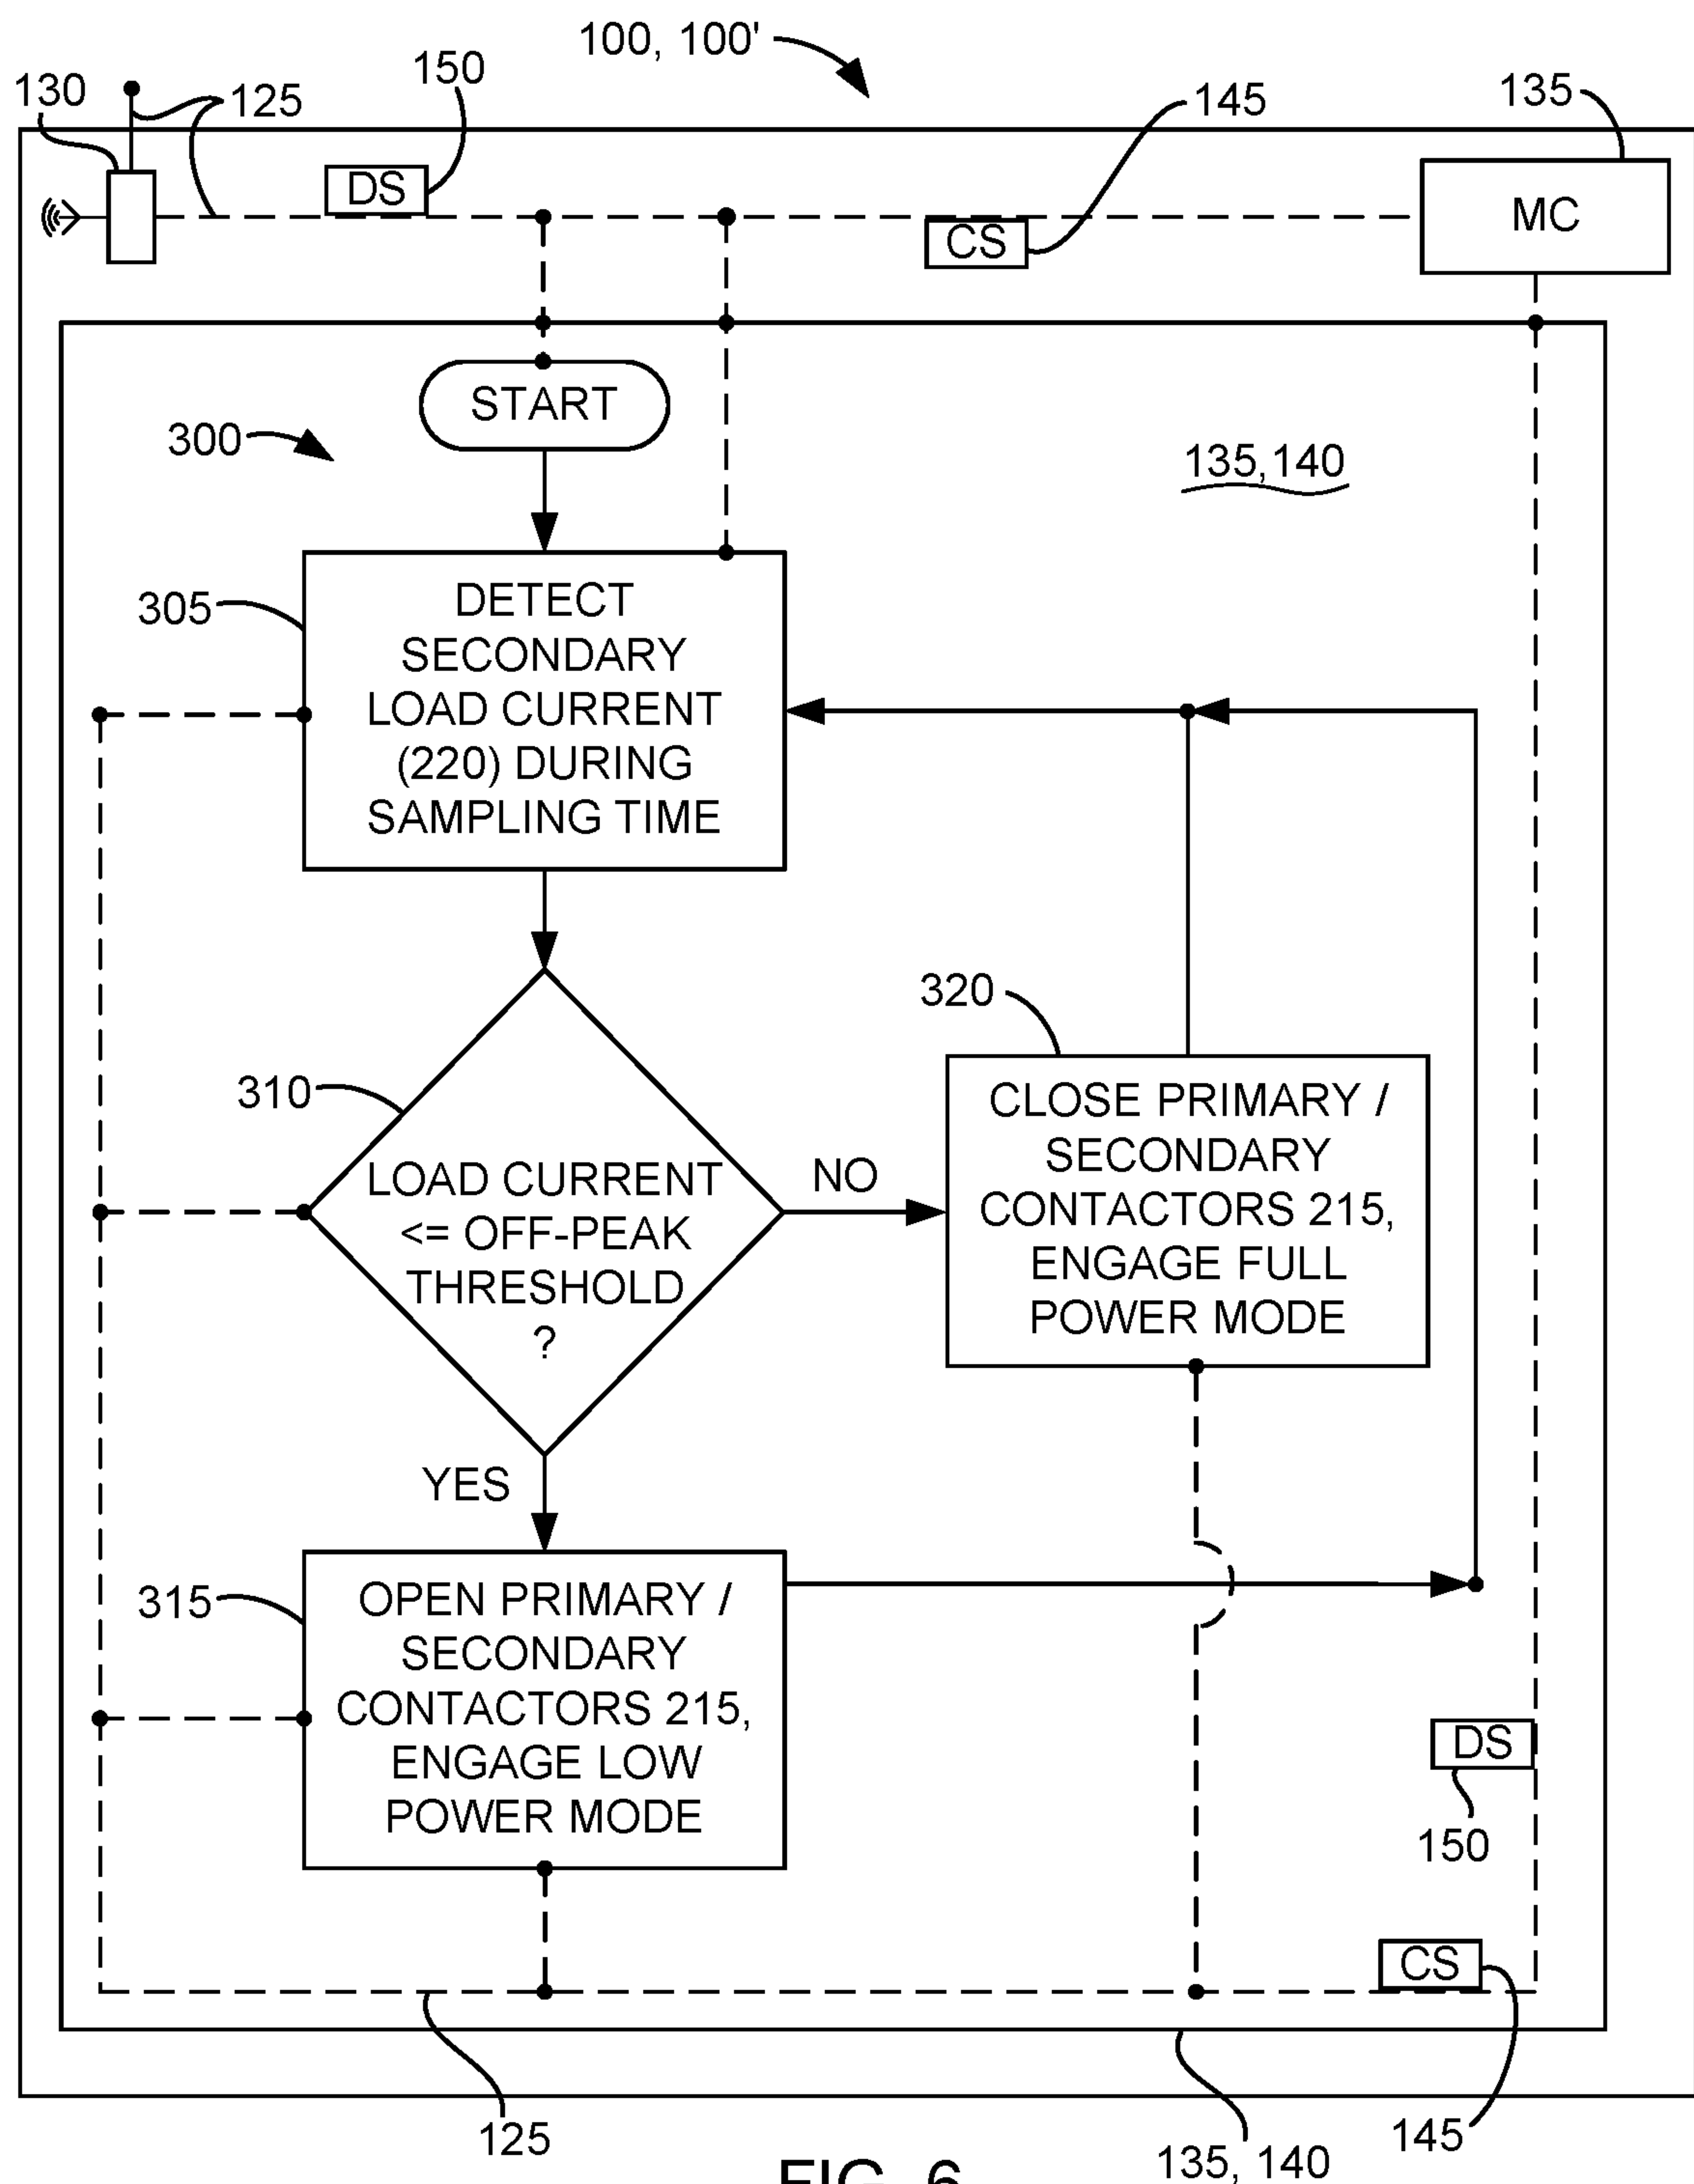 100, 100'
130
125
150
145
135
DS
CS
MC
START
300
135,140
305
DETECT
SECONDARY
LOAD CURRENT
(220) DURING
SAMPLING TIME
310
LOAD CURRENT
<= OFF-PEAK
THRESHOLD
?
NO
320
CLOSE PRIMARY /
SECONDARY
CONTACTORS 215,
ENGAGE FULL
POWER MODE
YES
315
OPEN PRIMARY /
SECONDARY
CONTACTORS 215,
ENGAGE LOW
POWER MODE
DS
150
CS
125
135, 140
145
FIG. 6